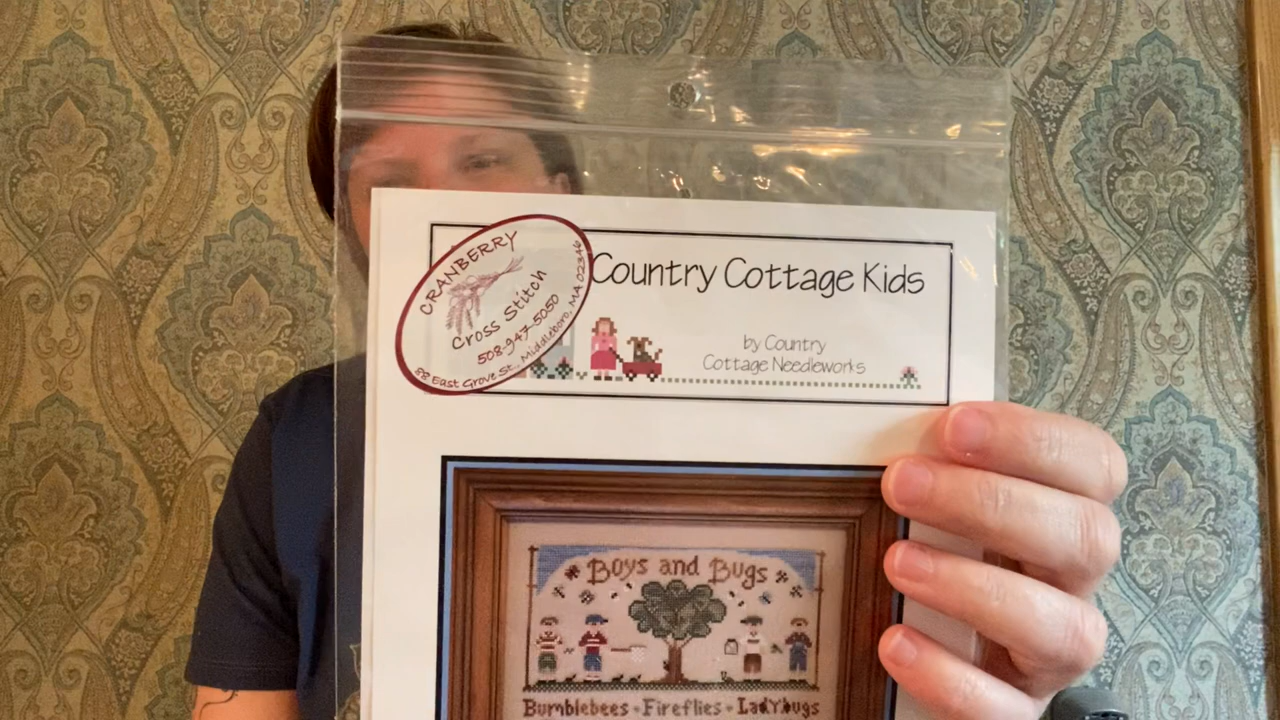 CRANBERRY
Cross Stitch
508-947-5050
88 East Grove St., Middleboro, MA 02346
Country Cottage Kids
by Country
Cottage Needleworks
Boys and Bugs
Bumblebees Fireflies Ladybugs